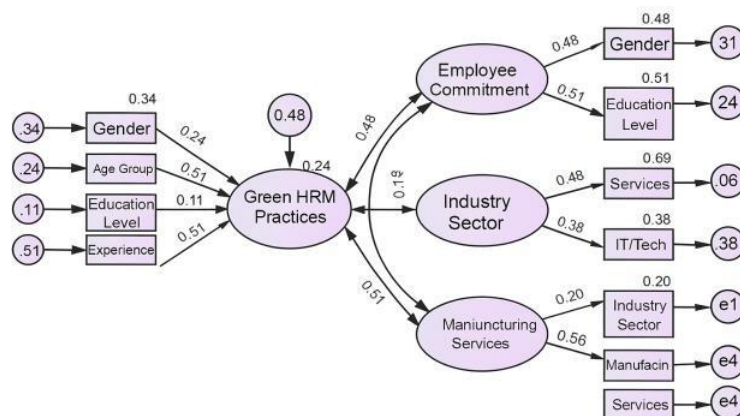 0.34
.34
Gender
0.24
.24
Age Group
0.51
.11
Education
Level
0.11
.51
Experience
0.51
0.48
0.24
Green HRM
Practices
0.48
0.19
0.51
Employee
Commitment
0.48
0.51
Industry
Sector
0.48
0.38
Maniuncturing
Services
0.20
0.56
0.48
Gender
31
0.51
Education
Level
24
0.69
Services
.06
0.38
IT/Tech
.38
0.20
Industry
Sector
e1
Manufacin
e4
Services
e4